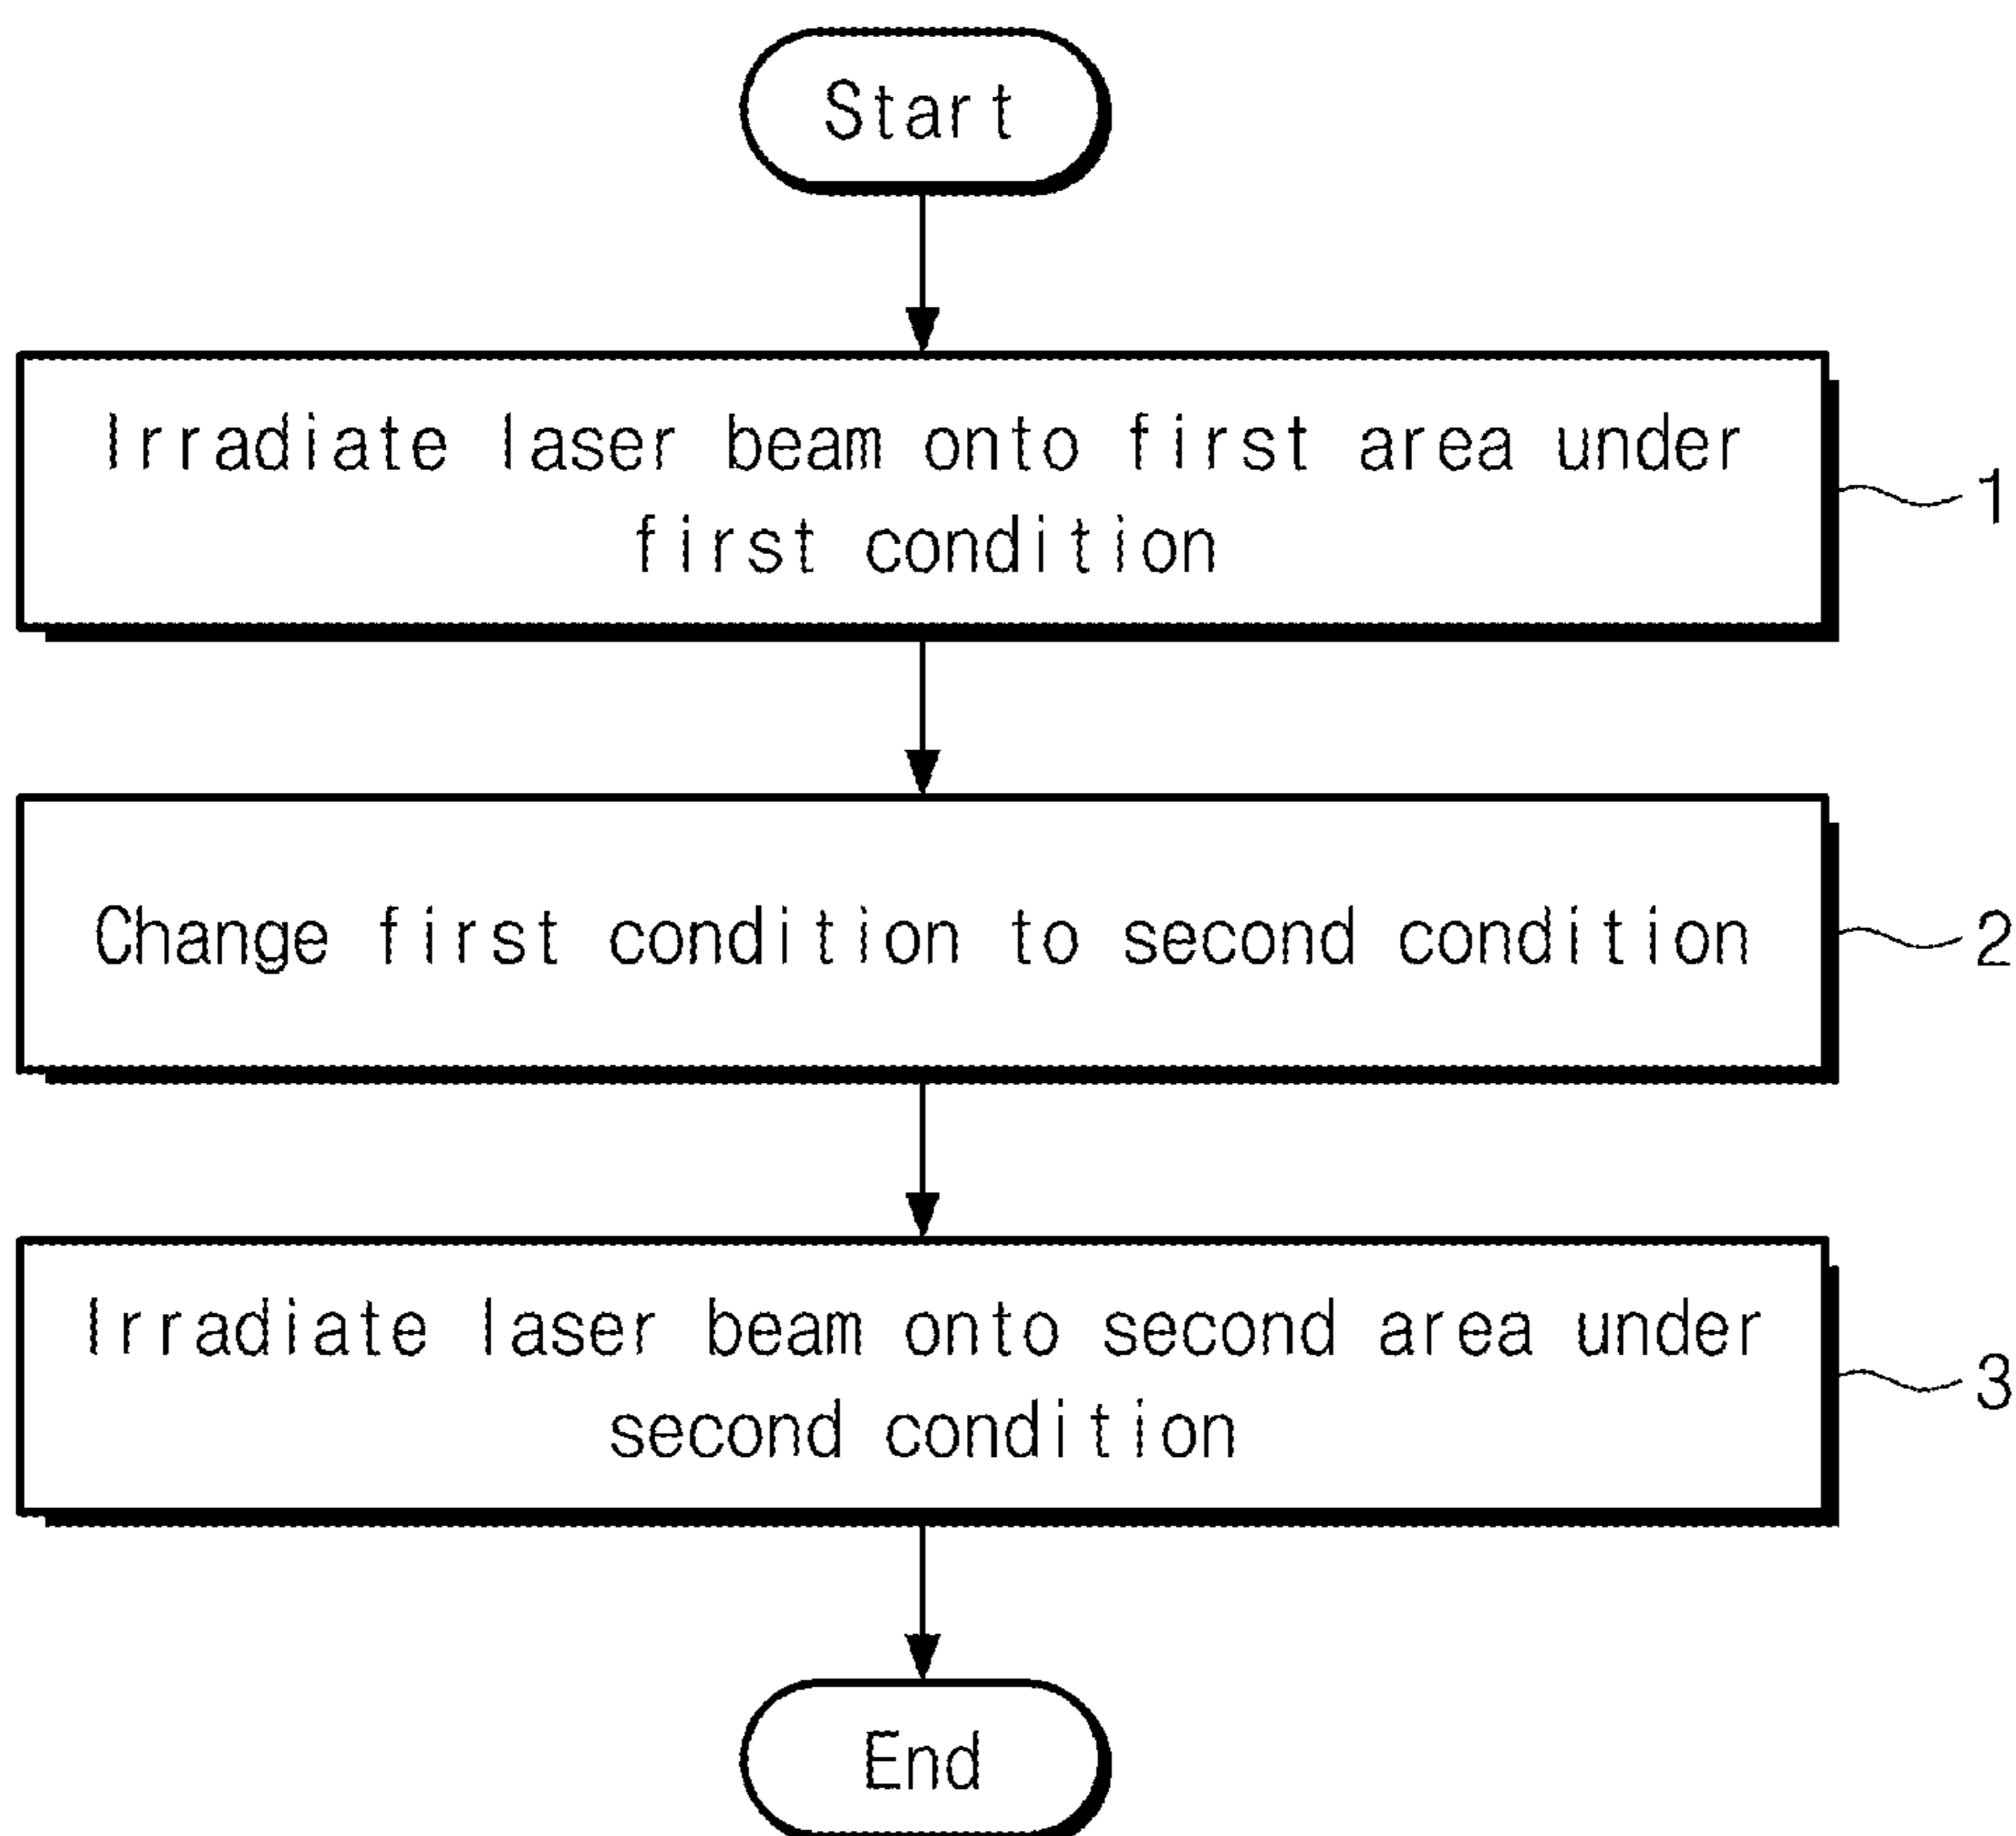 Start
Irradiate laser beam onto first area under
first condition
1
Change first condition to second condition
2
Irradiate laser beam onto second area under
second condition
3
End